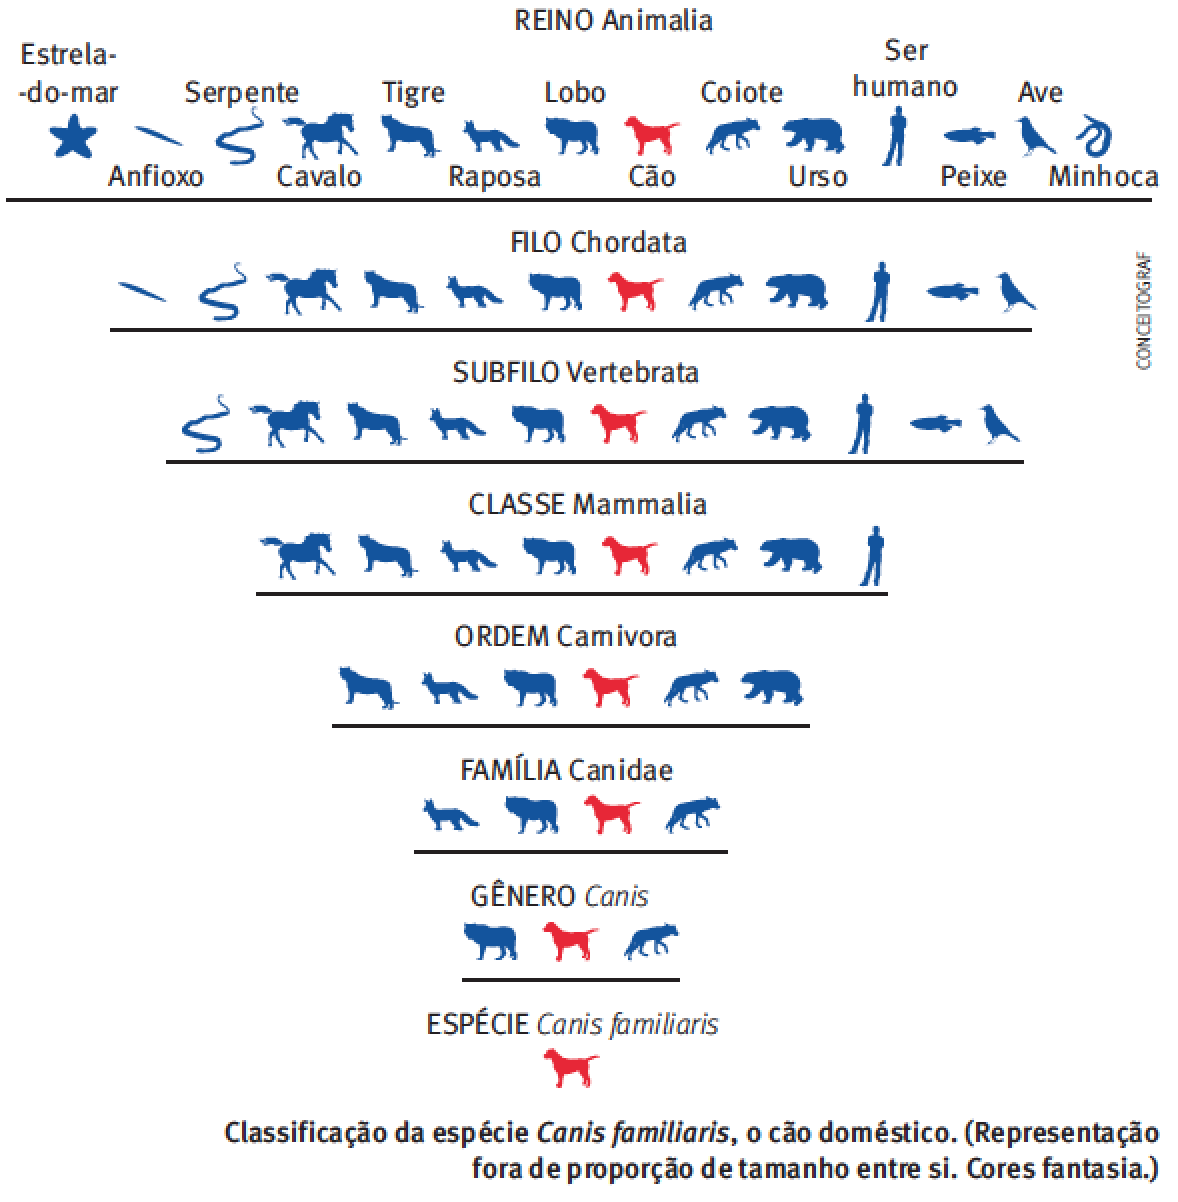 REINO Animalia
Estrela-
-do-mar
Serpente
Tigre
Lobo
Coiote
Ser
humano
Ave
Anfioxo
Cavalo
Raposa
Cão
Urso
Peixe
Minhoca
FILO Chordata
CONCEITOGRAF
SUBFILO Vertebrata
CLASSE Mammalia
ORDEM Carnivora
FAMÍLIA Canidae
GÊNERO Canis
ESPÉCIE Canis familiaris
Classificação da espécie Canis familiaris, o cão doméstico. (Representação
fora de proporção de tamanho entre si. Cores fantasia.)